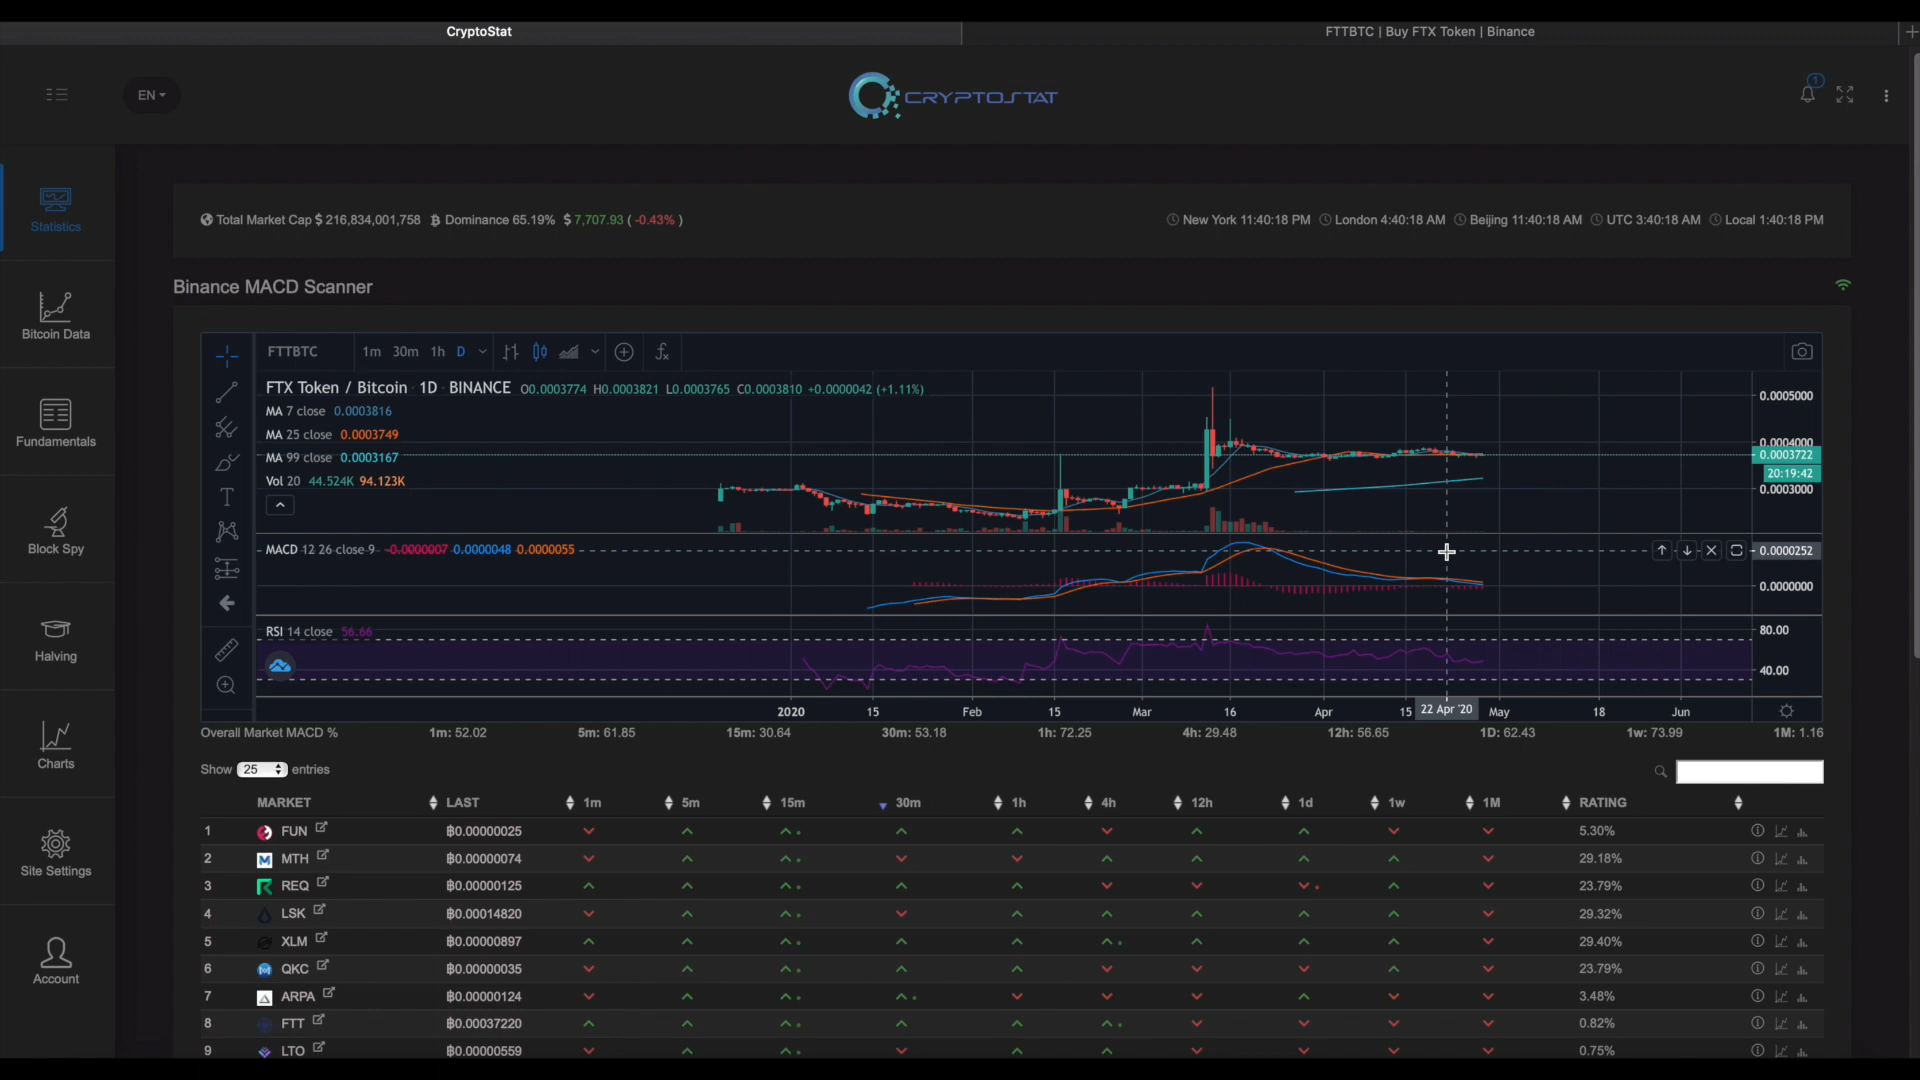 CryptoStat
FTTBTC | Buy FTX Token | Binance
EN
CRYPTOSTAT
1
Statistics
Bitcoin Data
Fundamentals
Block Spy
Halving
Charts
Site Settings
Account
Total Market Cap $ 216,834,001,758 Dominance 65.19% $ 7,707.93 ( -0.43% )
New York 11:40:18 PM London 4:40:18 AM Beijing 11:40:18 AM UTC 3:40:18 AM Local 1:40:18 PM
Binance MACD Scanner
FTTBTC 1m 30m 1h D
FTX Token / Bitcoin 1D BINANCE O0.0003774 H0.0003821 L0.0003765 C0.0003810 +0.0000042 (+1.11%)
MA 7 close 0.0003816
MA 25 close 0.0003749
MA 99 close 0.0003167
Vol 20 44.524K 94.123K
0.0005000
0.0004000
0.0003722
20:19:42
0.0003000
MACD 12 26 close 9 -0.0000007 0.0000048 0.0000055
0.0000252
0.0000000
RSI 14 close 56.66
80.00
40.00
2020 15 Feb 15 Mar 16 Apr 15 22 Apr '20 May 18 Jun
Overall Market MACD % 1m: 52.02 5m: 61.85 15m: 30.64 30m: 53.18 1h: 72.25 4h: 29.48 12h: 56.65 1D: 62.43 1w: 73.99 1M: 1.16
Show 25 entries
MARKET LAST 1m 5m 15m 30m 1h 4h 12h 1d 1w 1M RATING
1 FUN ฿0.00000025 5.30%
2 MTH ฿0.00000074 29.18%
3 REQ ฿0.00000125 23.79%
4 LSK ฿0.00014820 29.32%
5 XLM ฿0.00000897 29.40%
6 QKC ฿0.00000035 23.79%
7 ARPA ฿0.00000124 3.48%
8 FTT ฿0.00037220 0.82%
9 LTO ฿0.00000559 0.75%